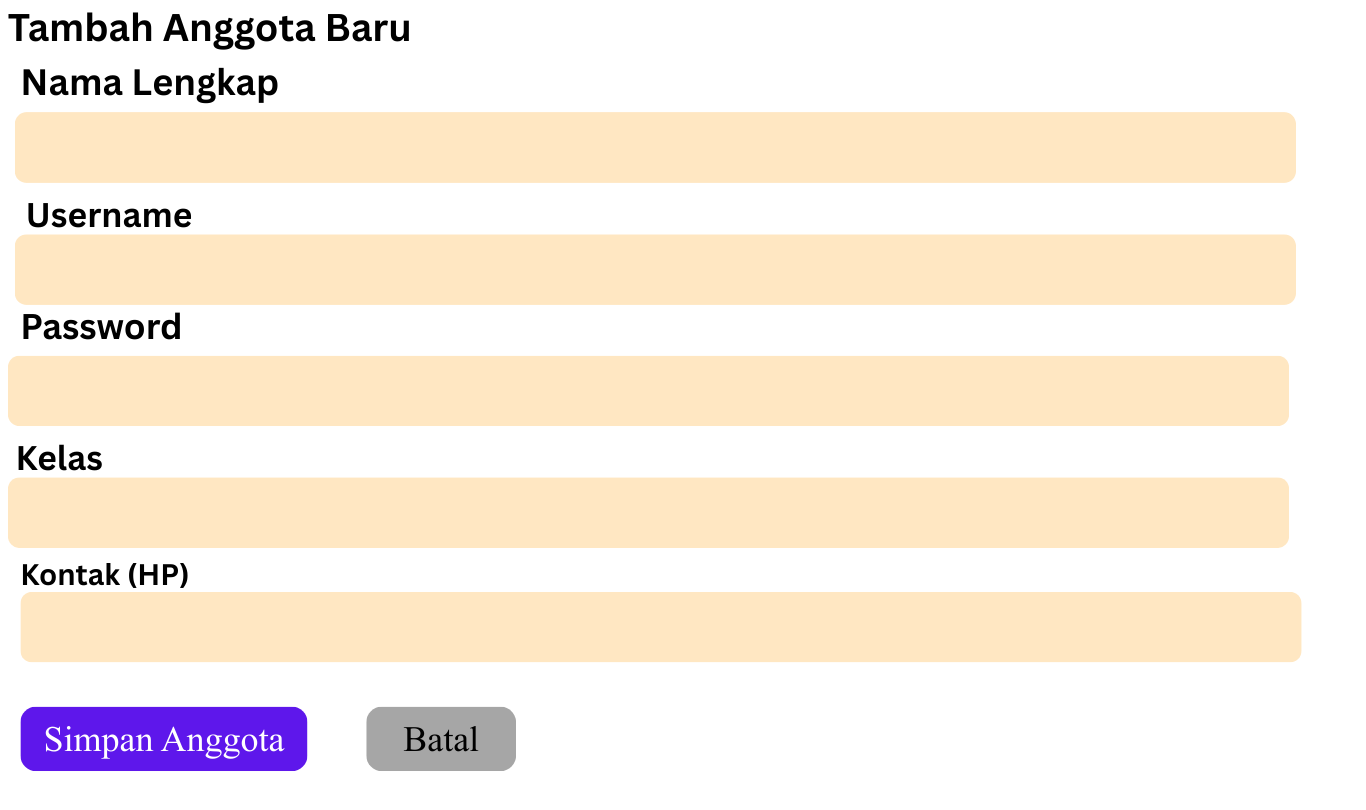 Tambah Anggota Baru
Nama Lengkap
Username
Password
Kelas
Kontak (HP)
Simpan Anggota
Batal